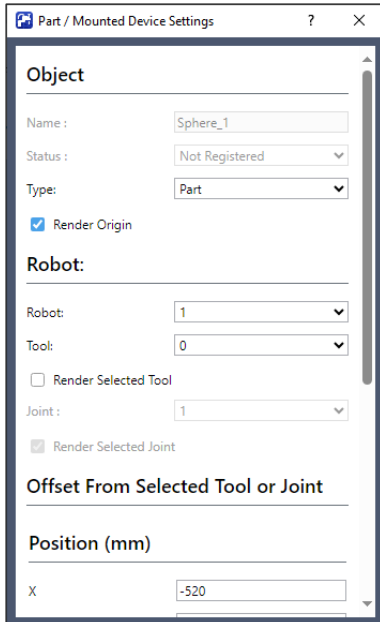 Part / Mounted Device Settings ? ×
Object
Name : Sphere_1
Status : Not Registered
Type: Part
Render Origin
Robot:
Robot: 1
Tool: 0
Render Selected Tool
Joint : 1
Render Selected Joint
Offset From Selected Tool or Joint
Position (mm)
X -520